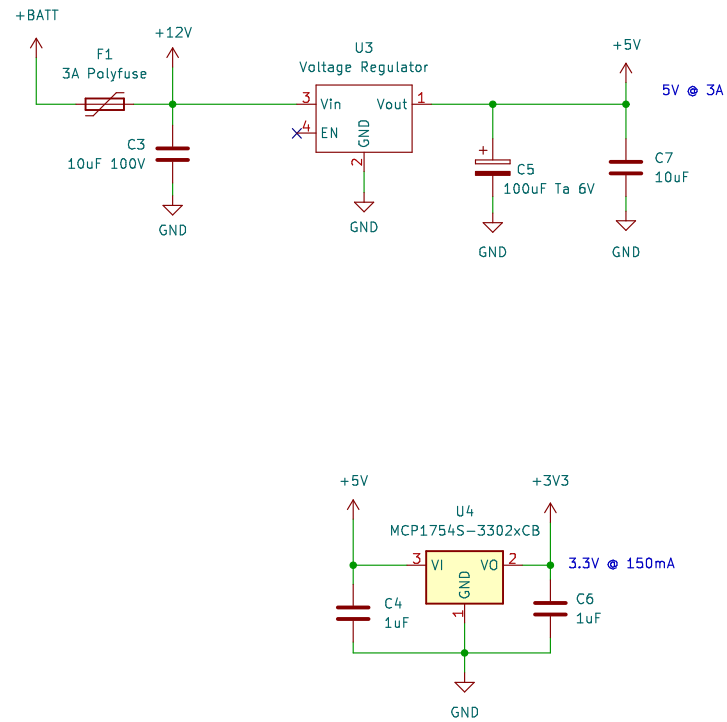 +BATT
F1
3A Polyfuse
+12V
C3
10uF 100V
GND
U3
Voltage Regulator
3
Vin
Vout
1
4
EN
GND
2
GND
+
C5
100uF Ta 6V
GND
+5V
5V @ 3A
C7
10uF
GND
+5V
U4
MCP1754S-3302xCB
+3V3
3
VI
VO
2
GND
1
3.3V @ 150mA
C4
1uF
C6
1uF
GND